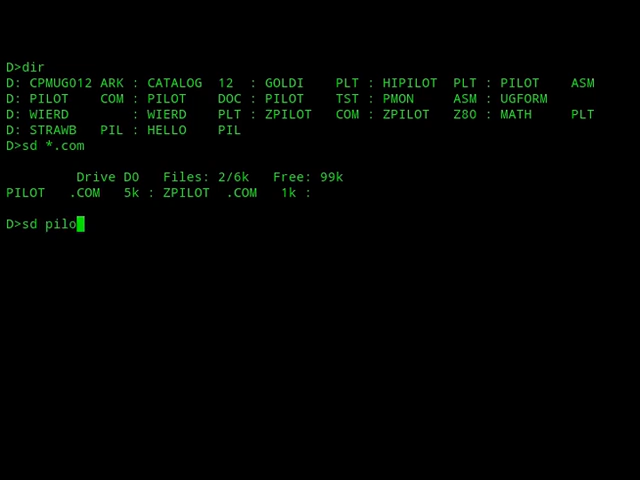 D>dir
D: CPMUG012 ARK : CATALOG  12  : GOLDI    PLT : HIPILOT  PLT : PILOT    ASM
D: PILOT    COM : PILOT    DOC : PILOT    TST : PMON     ASM : UGFORM
D: WIERD        : WIERD    PLT : ZPILOT   COM : ZPILOT   Z80 : MATH     PLT
D: STRAWB   PIL : HELLO    PIL
D>sd *.com
         Drive D0   Files: 2/6k   Free: 99k
PILOT   .COM   5k : ZPILOT  .COM   1k :
D>sd pilo